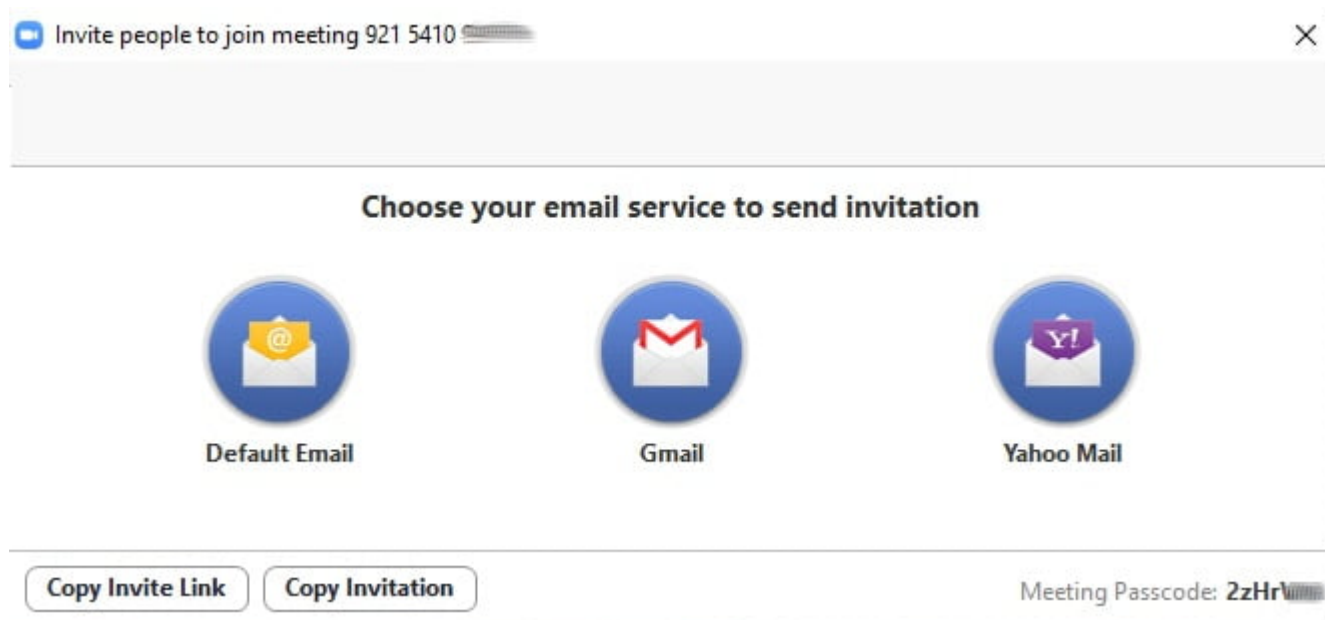 Invite people to join meeting 921 5410
Choose your email service to send invitation
@
Y!
Default Email Gmail Yahoo Mail
Copy Invite Link Copy Invitation Meeting Passcode: 2zHr